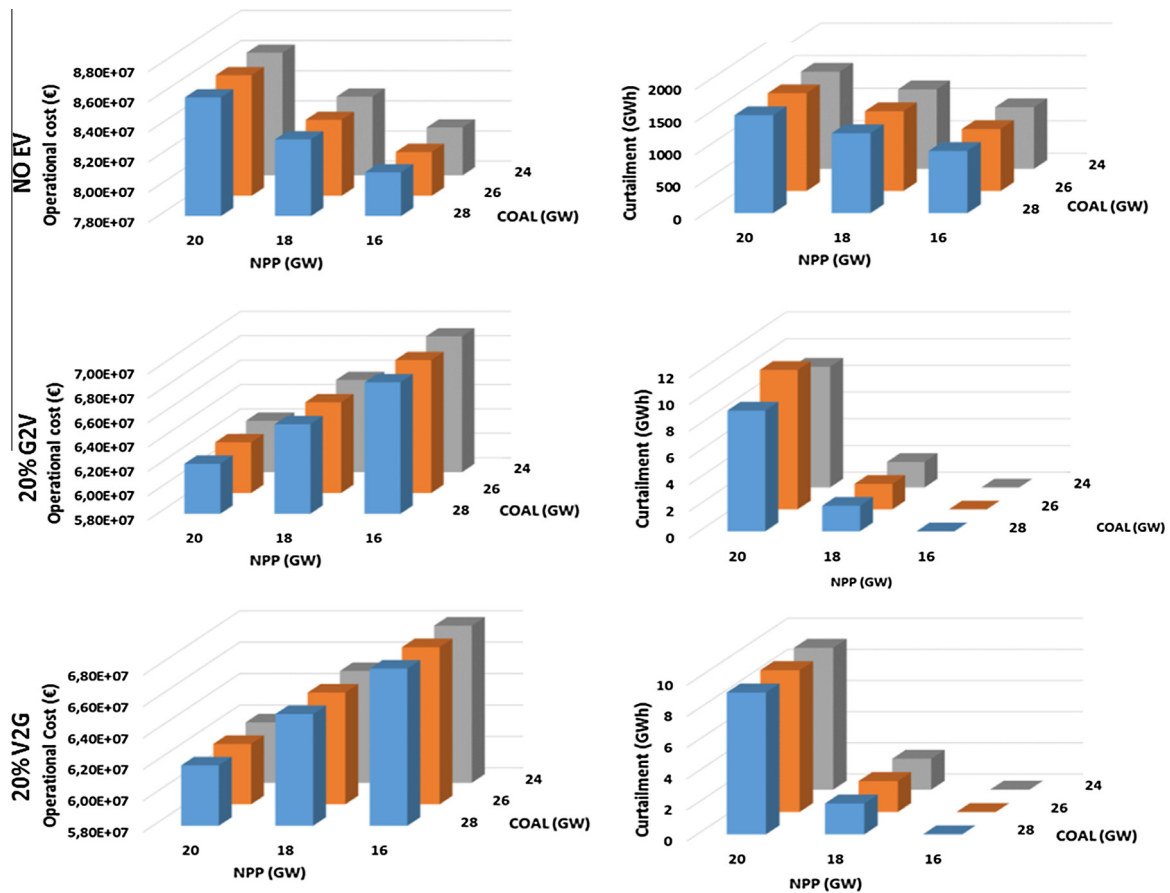 NO EV
Operational cost (€)
8,80E+07
8,60E+07
8,40E+07
8,20E+07
8,00E+07
7,80E+07
20
18
16
NPP (GW)
28
26
24
COAL (GW)
Curtailment (GWh)
2000
1500
1000
500
0
20
18
16
NPP (GW)
28
26
24
COAL (GW)
20% G2V
Operational cost (€)
7,00E+07
6,80E+07
6,60E+07
6,40E+07
6,20E+07
6,00E+07
5,80E+07
20
18
16
NPP (GW)
28
26
24
COAL (GW)
Curtailment (GWh)
12
10
8
6
4
2
0
20
18
16
NPP (GW)
28
26
24
COAL (GW)
20% V2G
Operational Cost (€)
6,80E+07
6,60E+07
6,40E+07
6,20E+07
6,00E+07
5,80E+07
20
18
16
NPP (GW)
28
26
24
COAL (GW)
Curtailment (GWh)
10
8
6
4
2
0
20
18
16
NPP (GW)
28
26
24
COAL (GW)